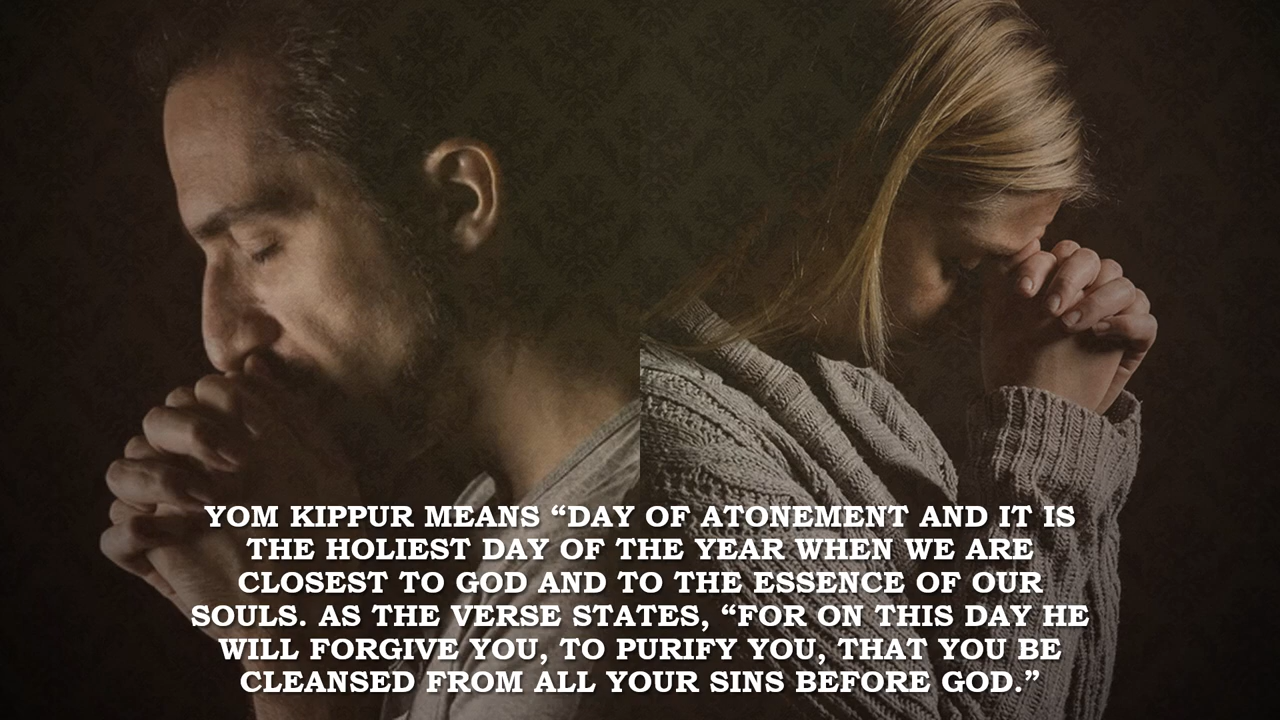 YOM KIPPUR MEANS “DAY OF ATONEMENT AND IT IS
THE HOLIEST DAY OF THE YEAR WHEN WE ARE
CLOSEST TO GOD AND TO THE ESSENCE OF OUR
SOULS. AS THE VERSE STATES, “FOR ON THIS DAY HE
WILL FORGIVE YOU, TO PURIFY YOU, THAT YOU BE
CLEANSED FROM ALL YOUR SINS BEFORE GOD.”